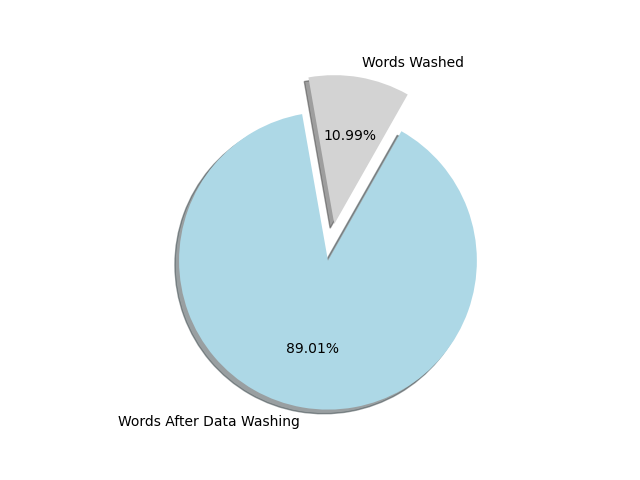 Words Washed
10.99%
89.01%
Words After Data Washing